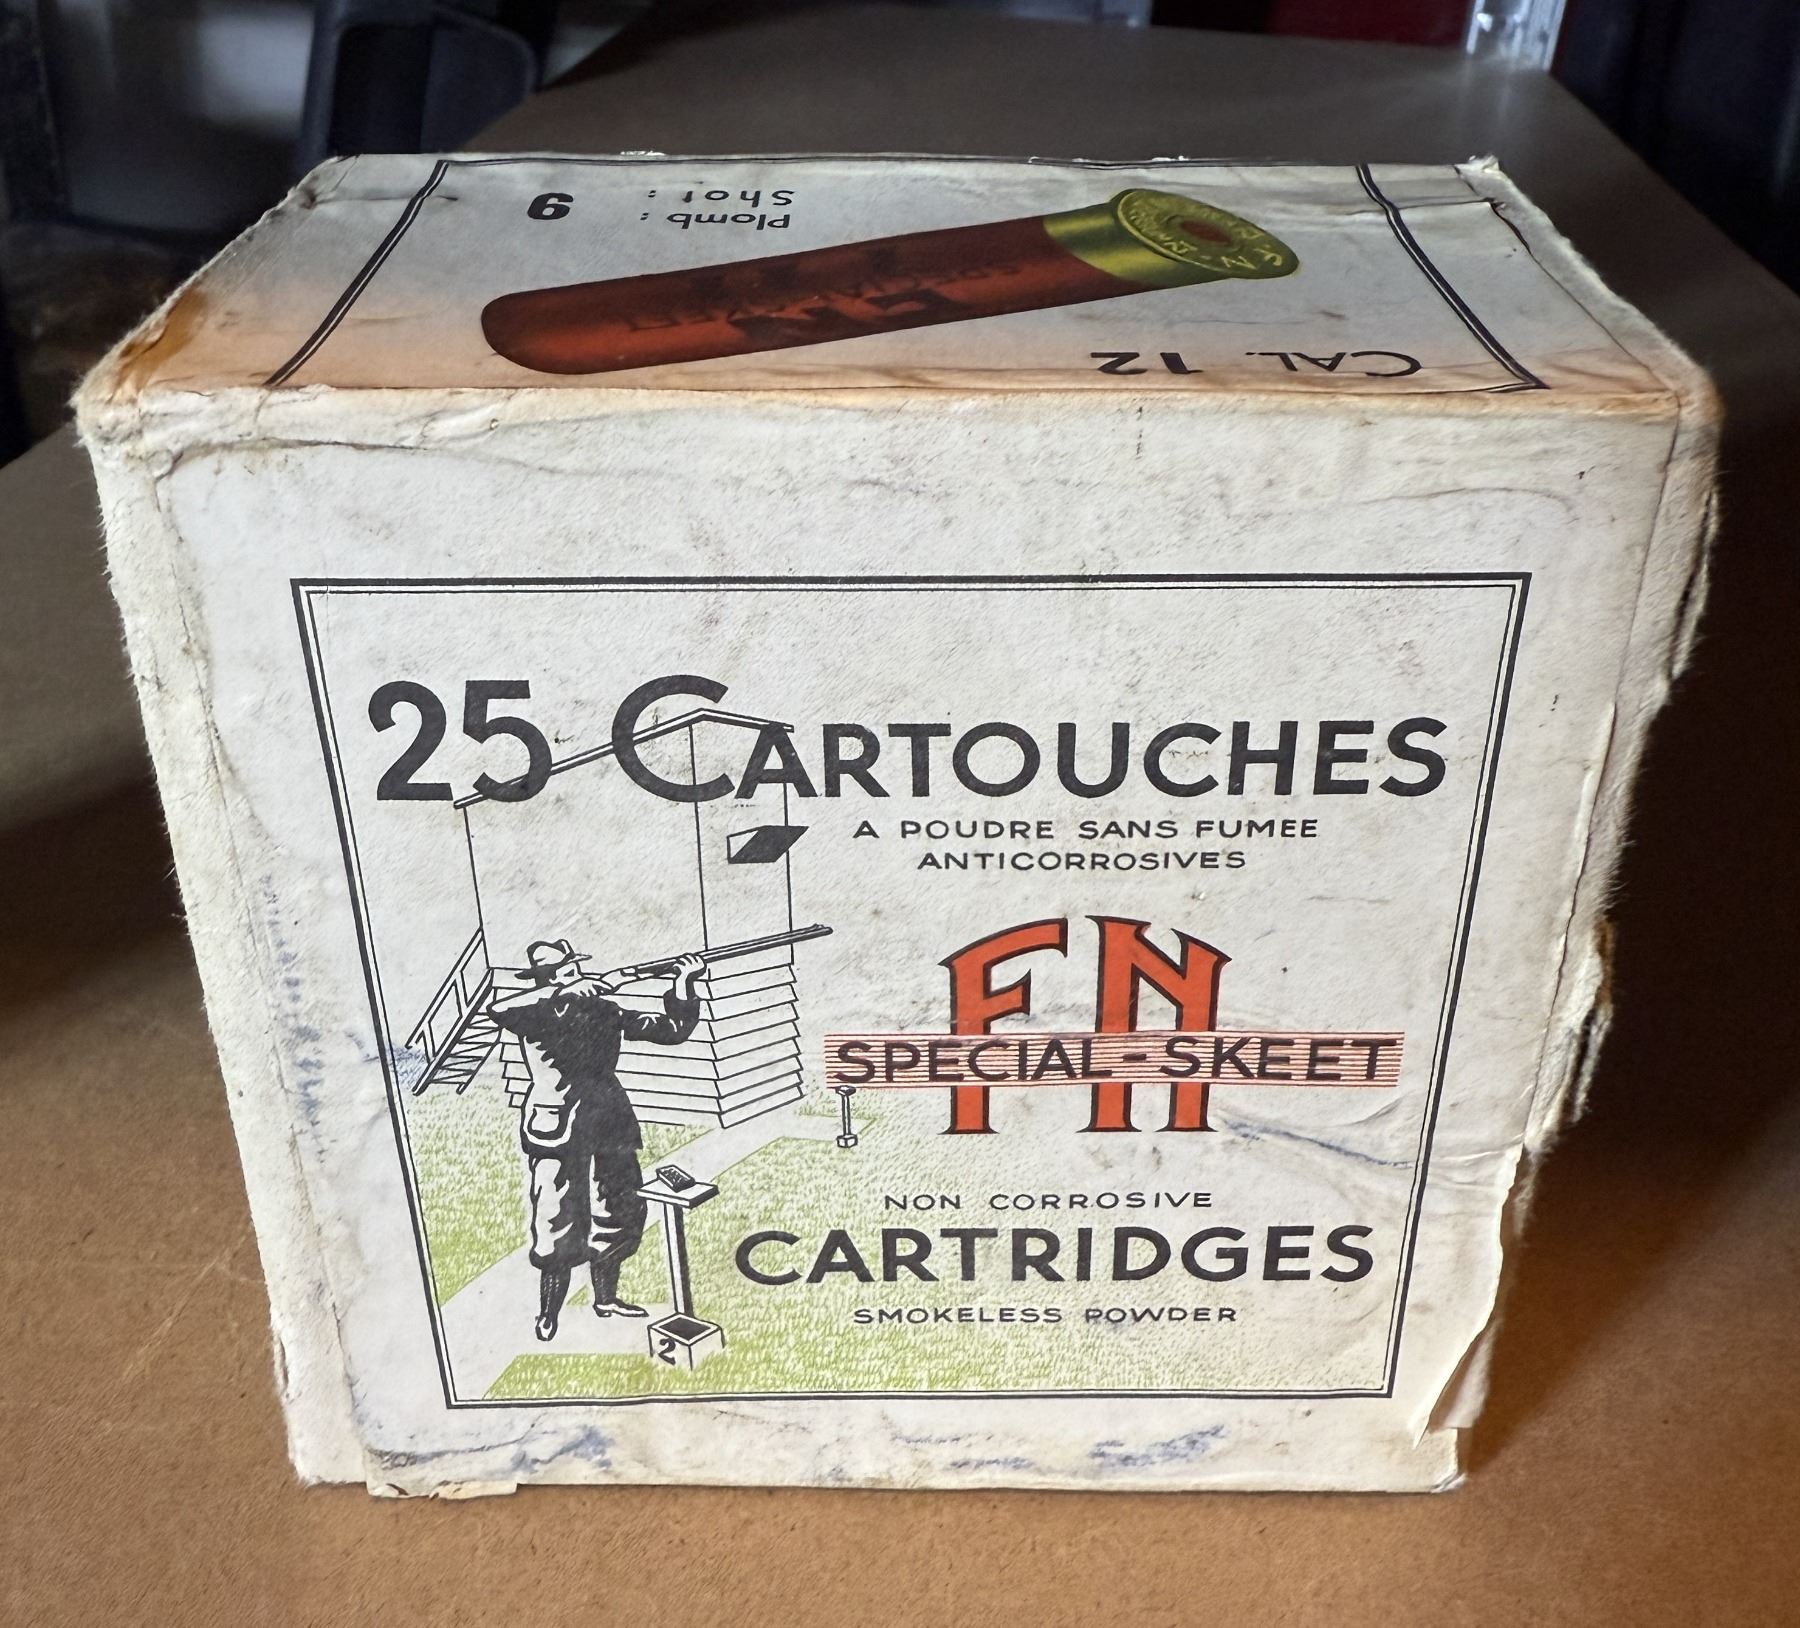 CAL. 12
FN
Plomb :
Shot : 9
25 CARTOUCHES
A POUDRE SANS FUMEE
ANTICORROSIVES
FN
SPECIAL-SKEET
NON CORROSIVE
CARTRIDGES
SMOKELESS POWDER
2